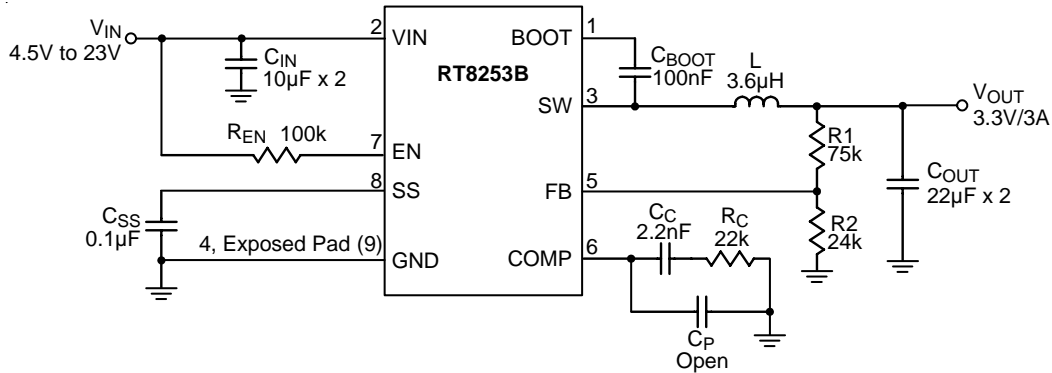 VIN
4.5V to 23V
CIN
10μF x 2
REN 100k
CSS
0.1μF
4, Exposed Pad (9)
2
7
8
VIN
EN
SS
GND
RT8253B
BOOT
SW
FB
COMP
1
3
5
6
CBOOT
100nF
L
3.6μH
VOUT
3.3V/3A
R1
75k
COUT
22μF x 2
R2
24k
CC
2.2nF
RC
22k
CP
Open